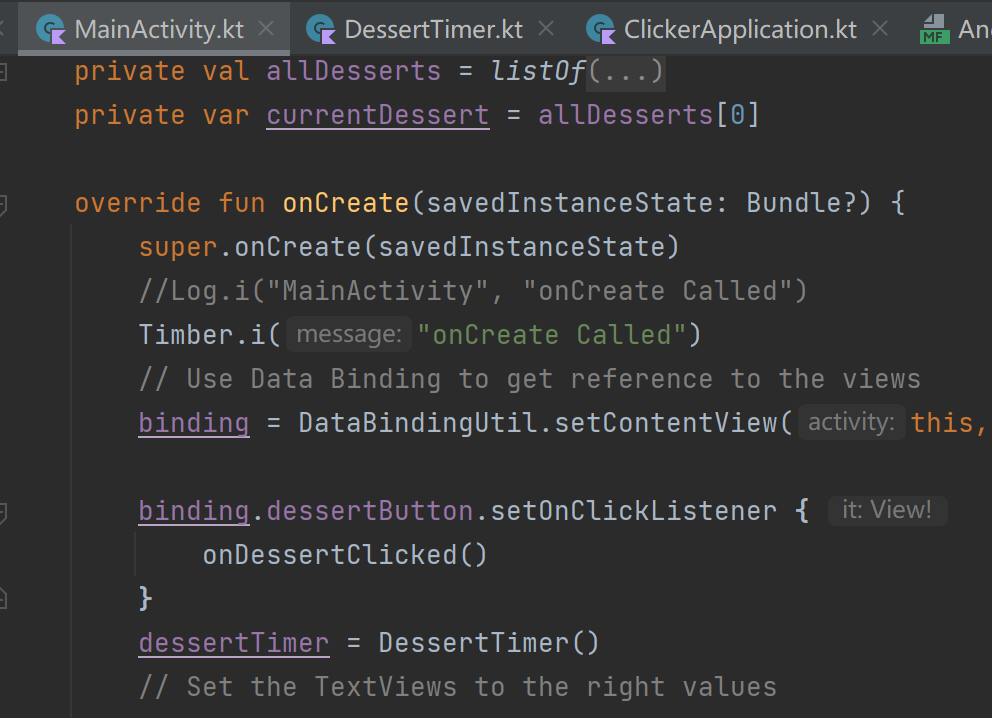 MainActivity.kt DessertTimer.kt ClickerApplication.kt MF
private val allDesserts = listOf(...)
private var currentDessert = allDesserts[0]
override fun onCreate(savedInstanceState: Bundle?) {
super.onCreate(savedInstanceState)
//Log.i("MainActivity", "onCreate Called")
Timber.i( message: "onCreate Called")
// Use Data Binding to get reference to the views
binding = DataBindingUtil.setContentView( activity: this,
binding.dessertButton.setOnClickListener { it: View!
onDessertClicked()
}
dessertTimer = DessertTimer()
// Set the TextViews to the right values